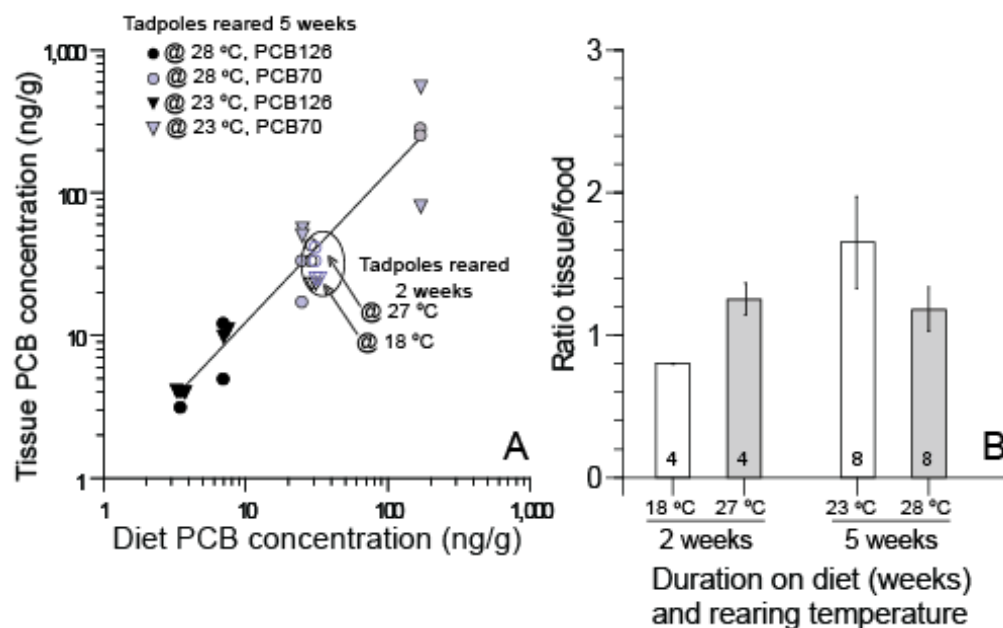 Tadpoles reared 5 weeks
@ 28 ºC, PCB126
@ 28 ºC, PCB70
@ 23 ºC, PCB126
@ 23 ºC, PCB70
1,000
100
10
1
Tissue PCB concentration (ng/g)
Tadpoles reared
2 weeks
@ 27 ºC
@ 18 ºC
A
1
10
100
1,000
Diet PCB concentration (ng/g)
3
2
1
0
Ratio tissue/food
B
4
4
8
8
18 ºC
27 ºC
23 ºC
28 ºC
2 weeks
5 weeks
Duration on diet (weeks)
and rearing temperature